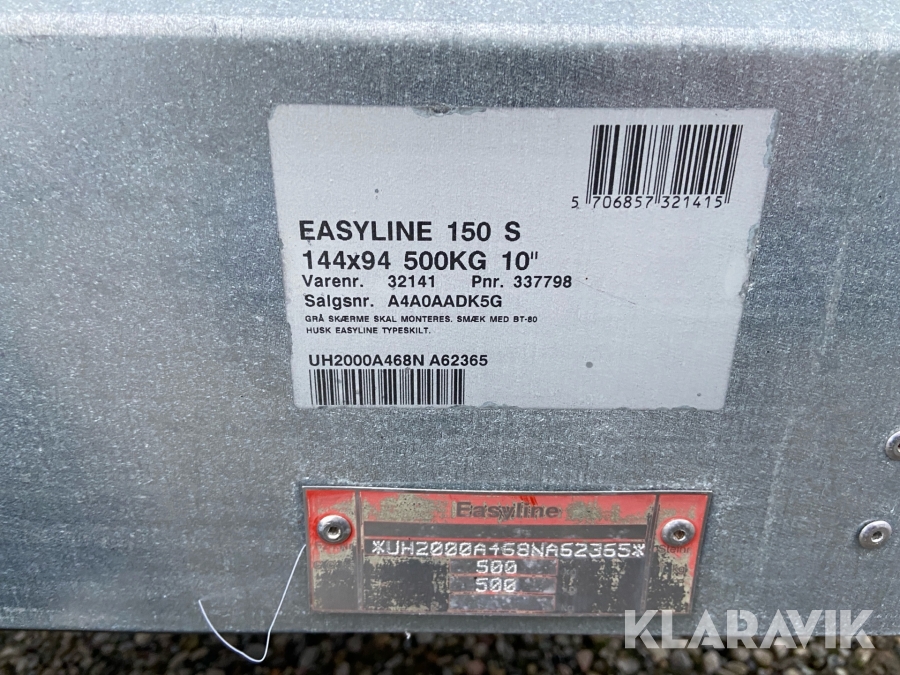 5 706857 321415
EASYLINE 150 S
144x94 500KG 10"
Varenr. 32141 Pnr. 337798
Salgsnr. A4A0AADK5G
GRÅ SKÆRME SKAL MONTERES. SMÆK MED BT-80
HUSK EASYLINE TYPESKILT.
UH2000A468N A62365
Easyline
*UH2000A468NA62365*
500
500
KLARAVIK